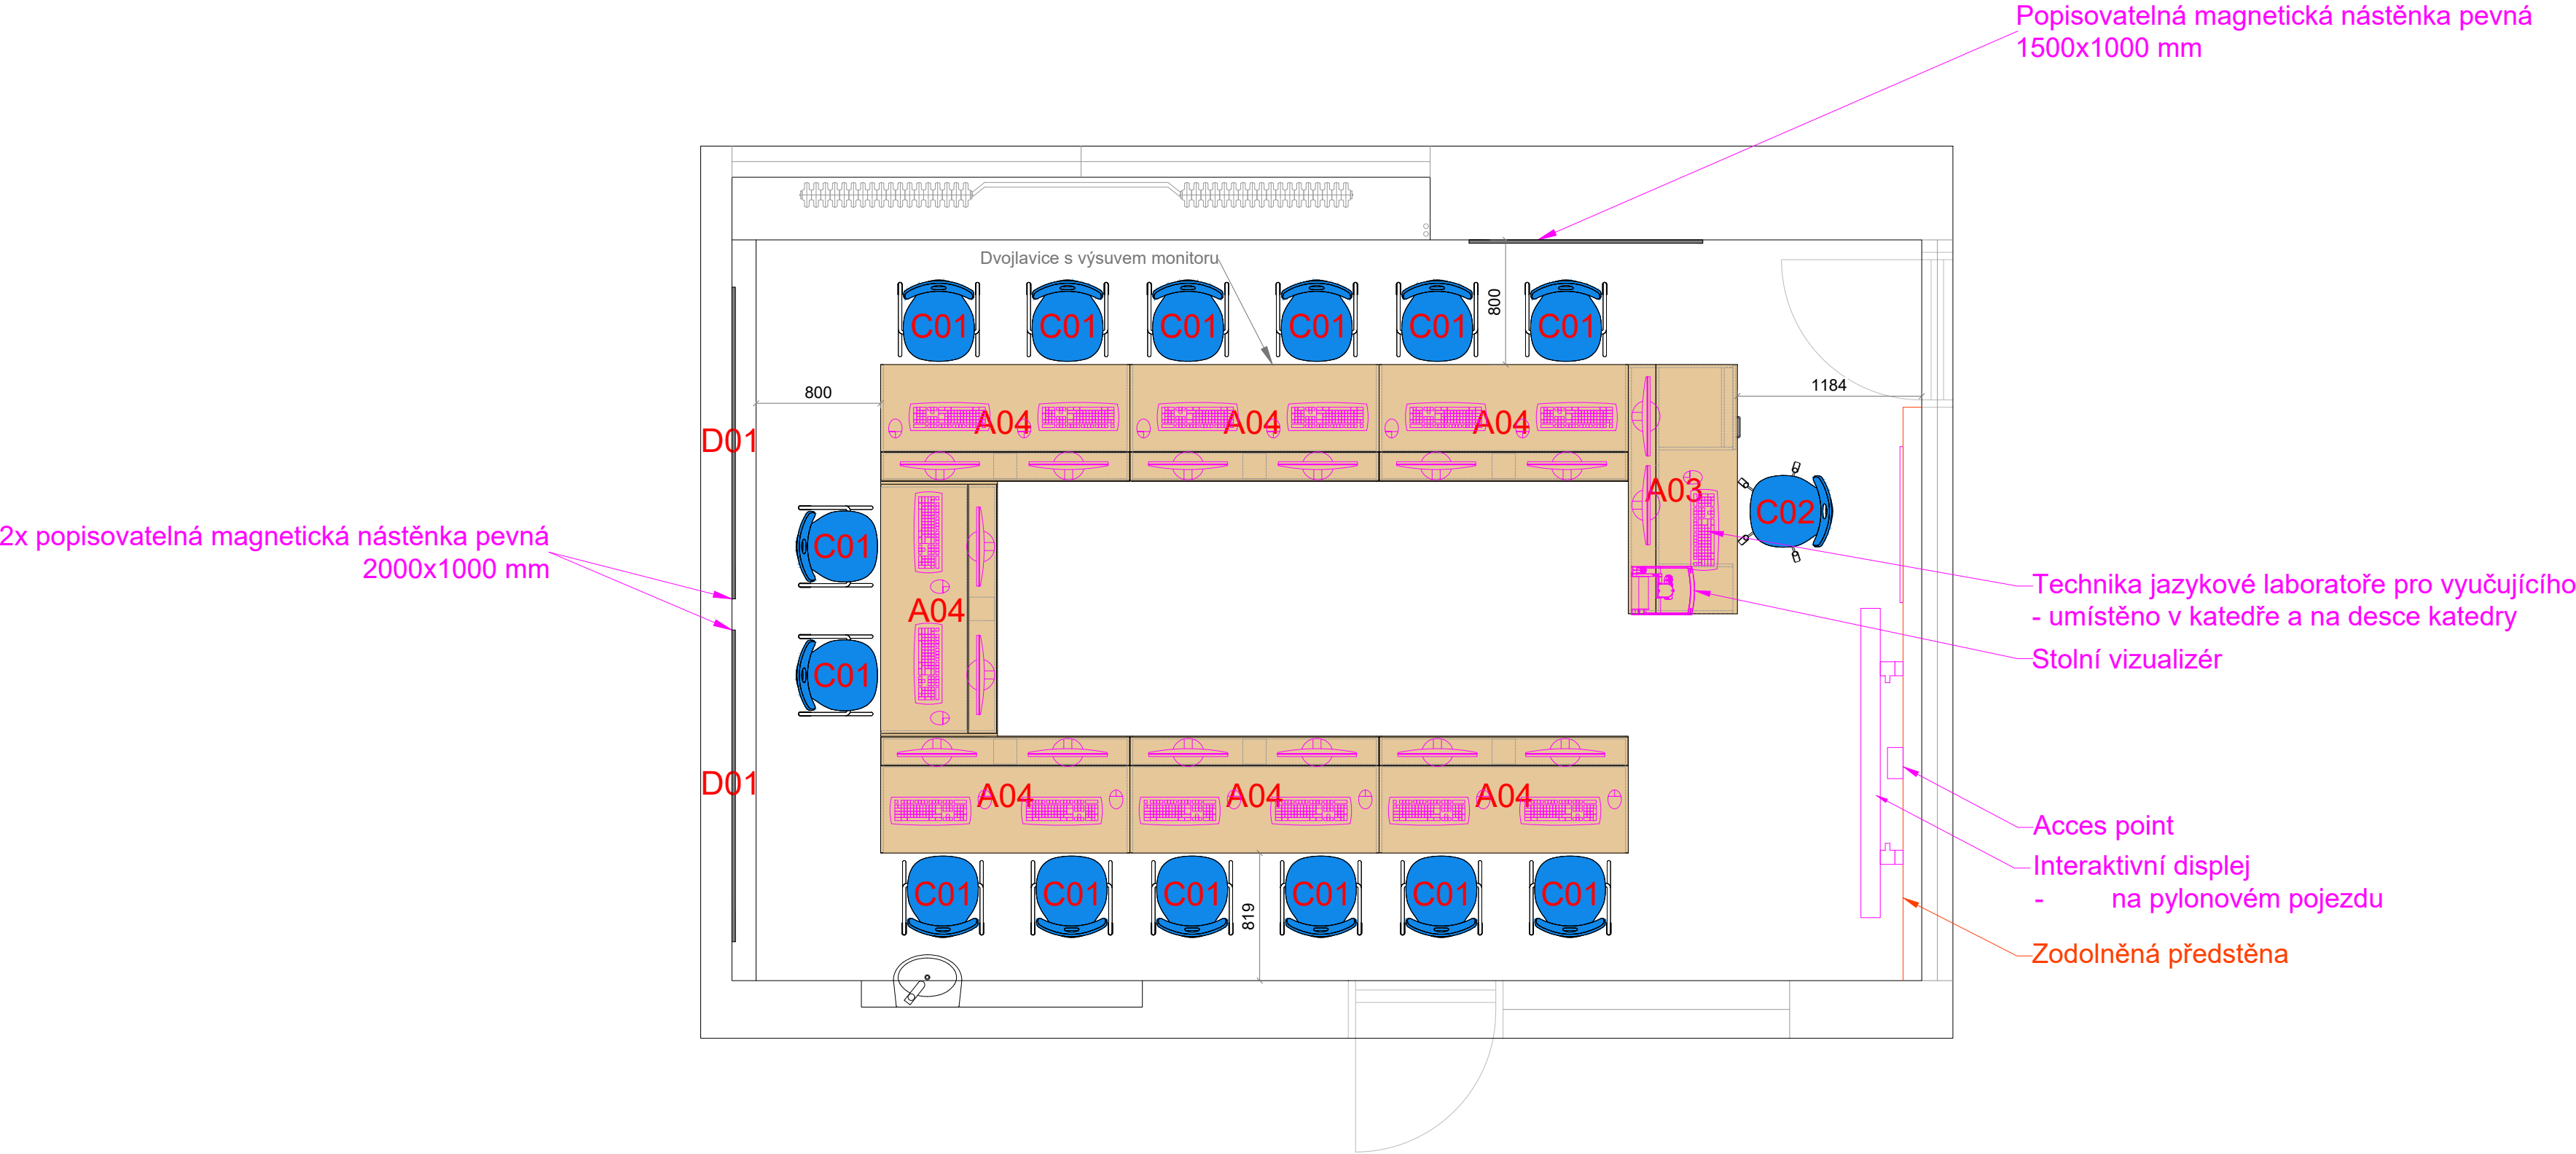 Popisovatelná magnetická nástěnka pevná
1500x1000 mm
Dvojlavice s výsuvem monitoru
C01 C01 C01 C01 C01 C01
800
800
1184
A04 A04 A04
D01
A03
C02
2x popisovatelná magnetická nástěnka pevná
2000x1000 mm
C01
A04
C01
Technika jazykové laboratoře pro vyučujícího
- umístěno v katedře a na desce katedry
Stolní vizualizér
D01
A04 A04 A04
C01 C01 C01 C01 C01 C01
819
Acces point
Interaktivní displej
- na pylonovém pojezdu
Zodolněná předstěna